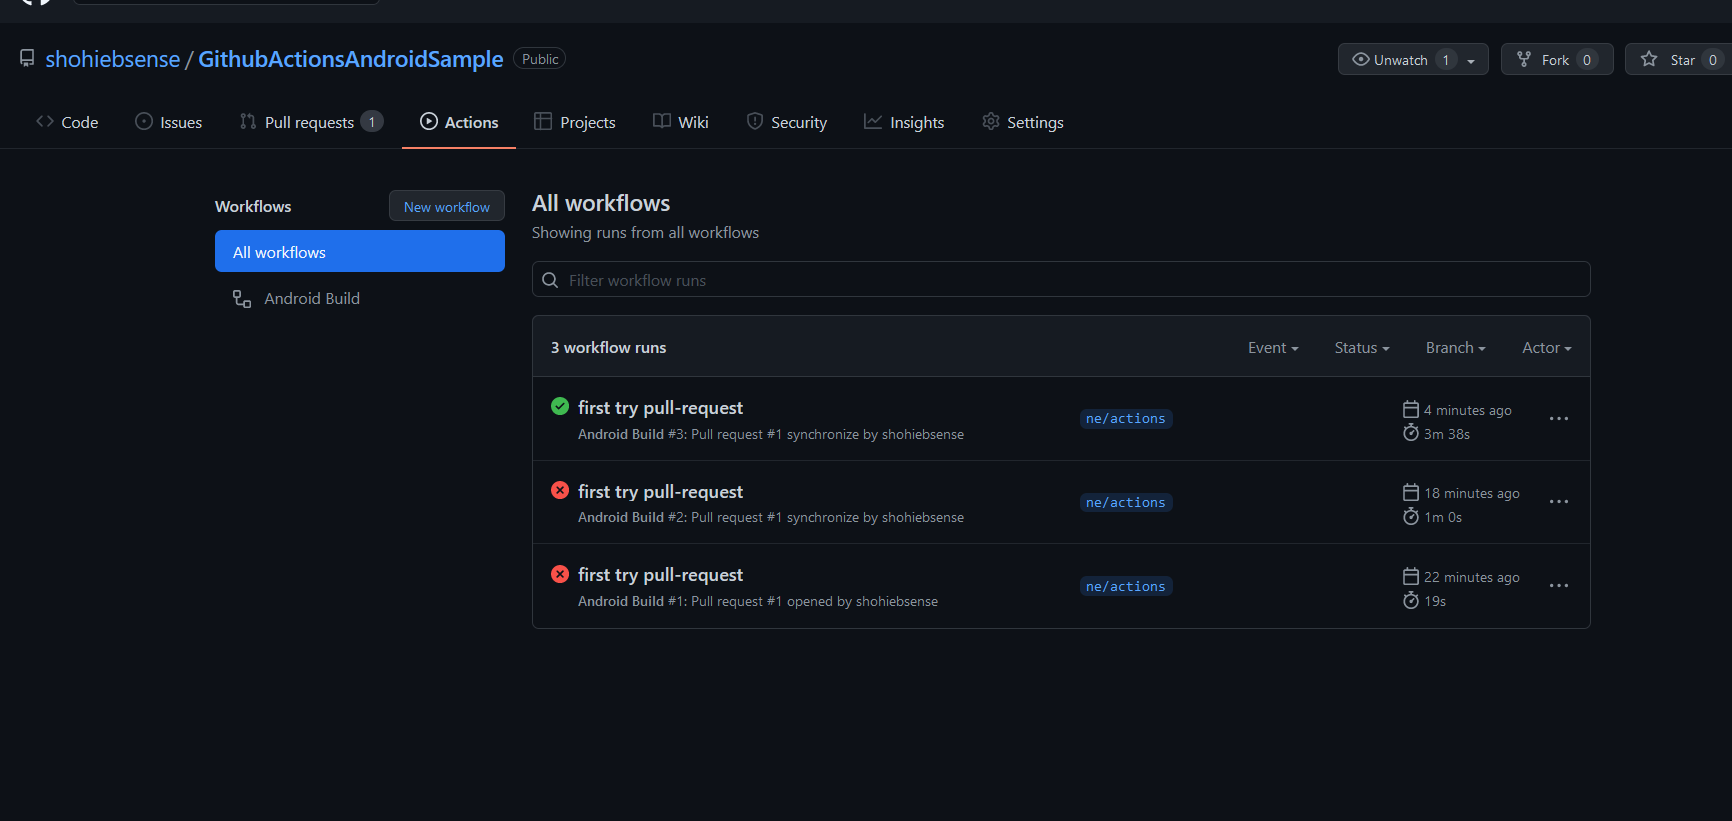 shohiebsense / GithubActionsAndroidSample Public
Unwatch 1 Fork 0 Star 0
Code Issues Pull requests 1 Actions Projects Wiki Security Insights Settings
Workflows New workflow
All workflows
Android Build
All workflows
Showing runs from all workflows
Filter workflow runs
3 workflow runs Event Status Branch Actor
first try pull-request
Android Build #3: Pull request #1 synchronize by shohiebsense
ne/actions
4 minutes ago
3m 38s
first try pull-request
Android Build #2: Pull request #1 synchronize by shohiebsense
ne/actions
18 minutes ago
1m 0s
first try pull-request
Android Build #1: Pull request #1 opened by shohiebsense
ne/actions
22 minutes ago
19s